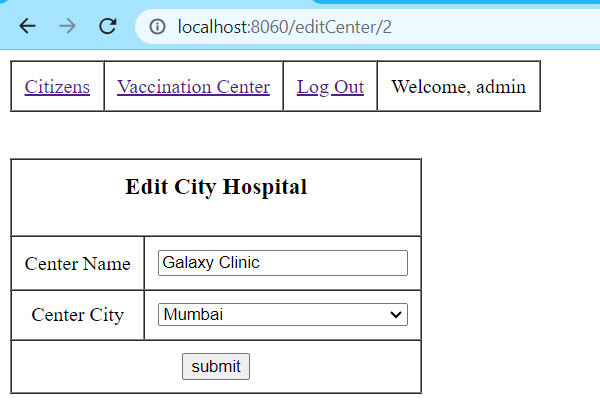 localhost:8060/editCenter/2
Citizens Vaccination Center Log Out Welcome, admin
Edit City Hospital
Center Name Galaxy Clinic
Center City Mumbai
submit